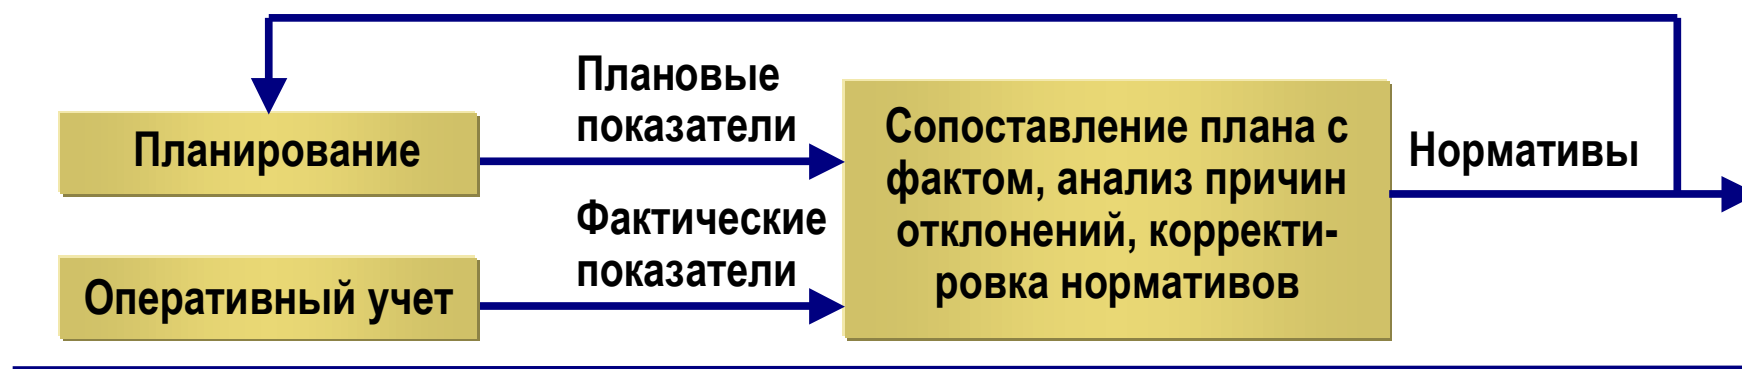 Плановые
показатели
Планирование
Фактические
показатели
Оперативный учет
Сопоставление плана с
фактом, анализ причин
отклонений, корректи-
ровка нормативов
Нормативы